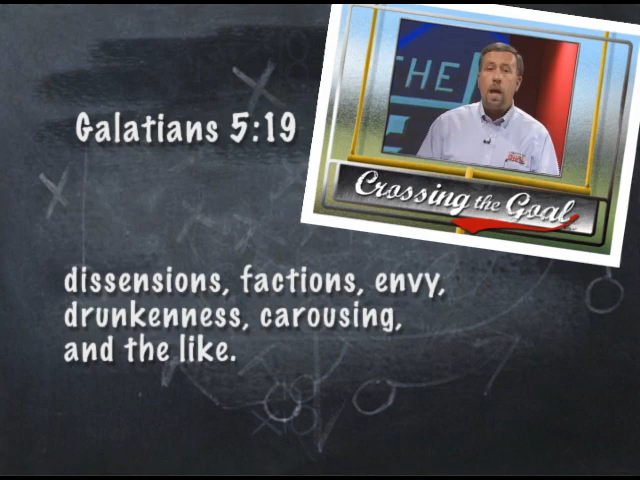 THE
Galatians 5:19
Crossing the Goal
dissensions, factions, envy,
drunkenness, carousing,
and the like.